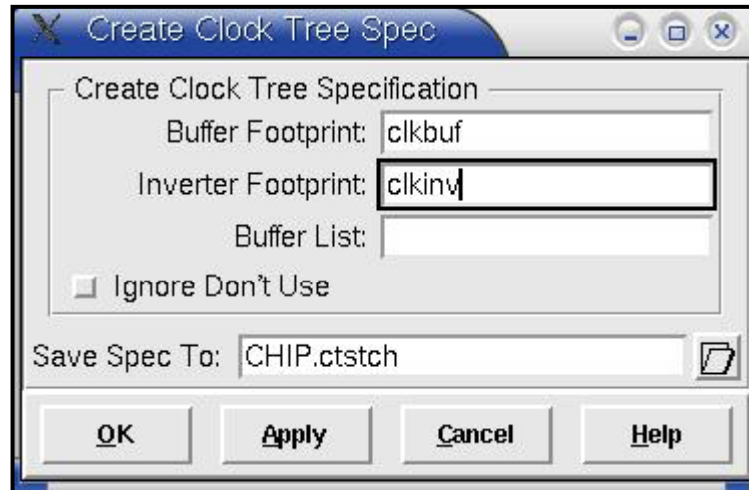 Create Clock Tree Spec
Create Clock Tree Specification
Buffer Footprint: clkbuf
Inverter Footprint: clkinv
Buffer List:
Ignore Don't Use
Save Spec To: CHIP.ctstch
OK Apply Cancel Help